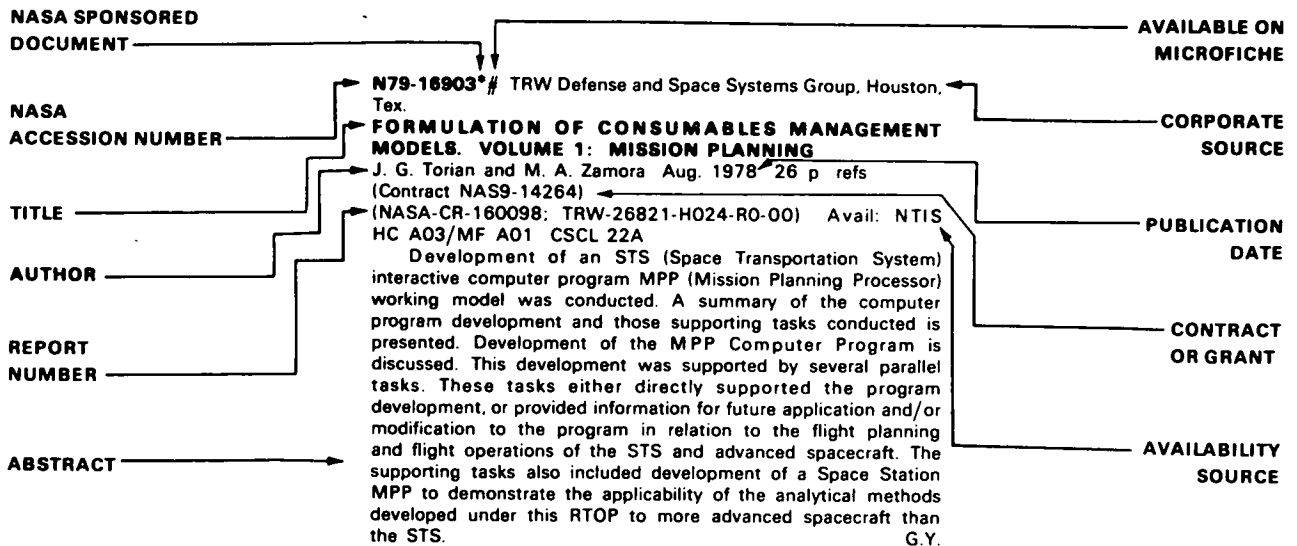 NASA SPONSORED
DOCUMENT
AVAILABLE ON
MICROFICHE
N79-16903*# TRW Defense and Space Systems Group, Houston,
Tex.
NASA
ACCESSION NUMBER
CORPORATE
SOURCE
FORMULATION OF CONSUMABLES MANAGEMENT
MODELS. VOLUME 1: MISSION PLANNING
J. G. Torian and M. A. Zamora Aug. 1978 26 p refs
(Contract NAS9-14264)
TITLE
(NASA-CR-160098; TRW-26821-H024-R0-00) Avail: NTIS
HC A03/MF A01 CSCL 22A
PUBLICATION
DATE
AUTHOR
Development of an STS (Space Transportation System)
interactive computer program MPP (Mission Planning Processor)
working model was conducted. A summary of the computer
program development and those supporting tasks conducted is
presented. Development of the MPP Computer Program is
discussed. This development was supported by several parallel
tasks. These tasks either directly supported the program
development, or provided information for future application and/or
modification to the program in relation to the flight planning
and flight operations of the STS and advanced spacecraft. The
supporting tasks also included development of a Space Station
MPP to demonstrate the applicability of the analytical methods
developed under this RTOP to more advanced spacecraft than
the STS. G.Y.
REPORT
NUMBER
CONTRACT
OR GRANT
ABSTRACT
AVAILABILITY
SOURCE